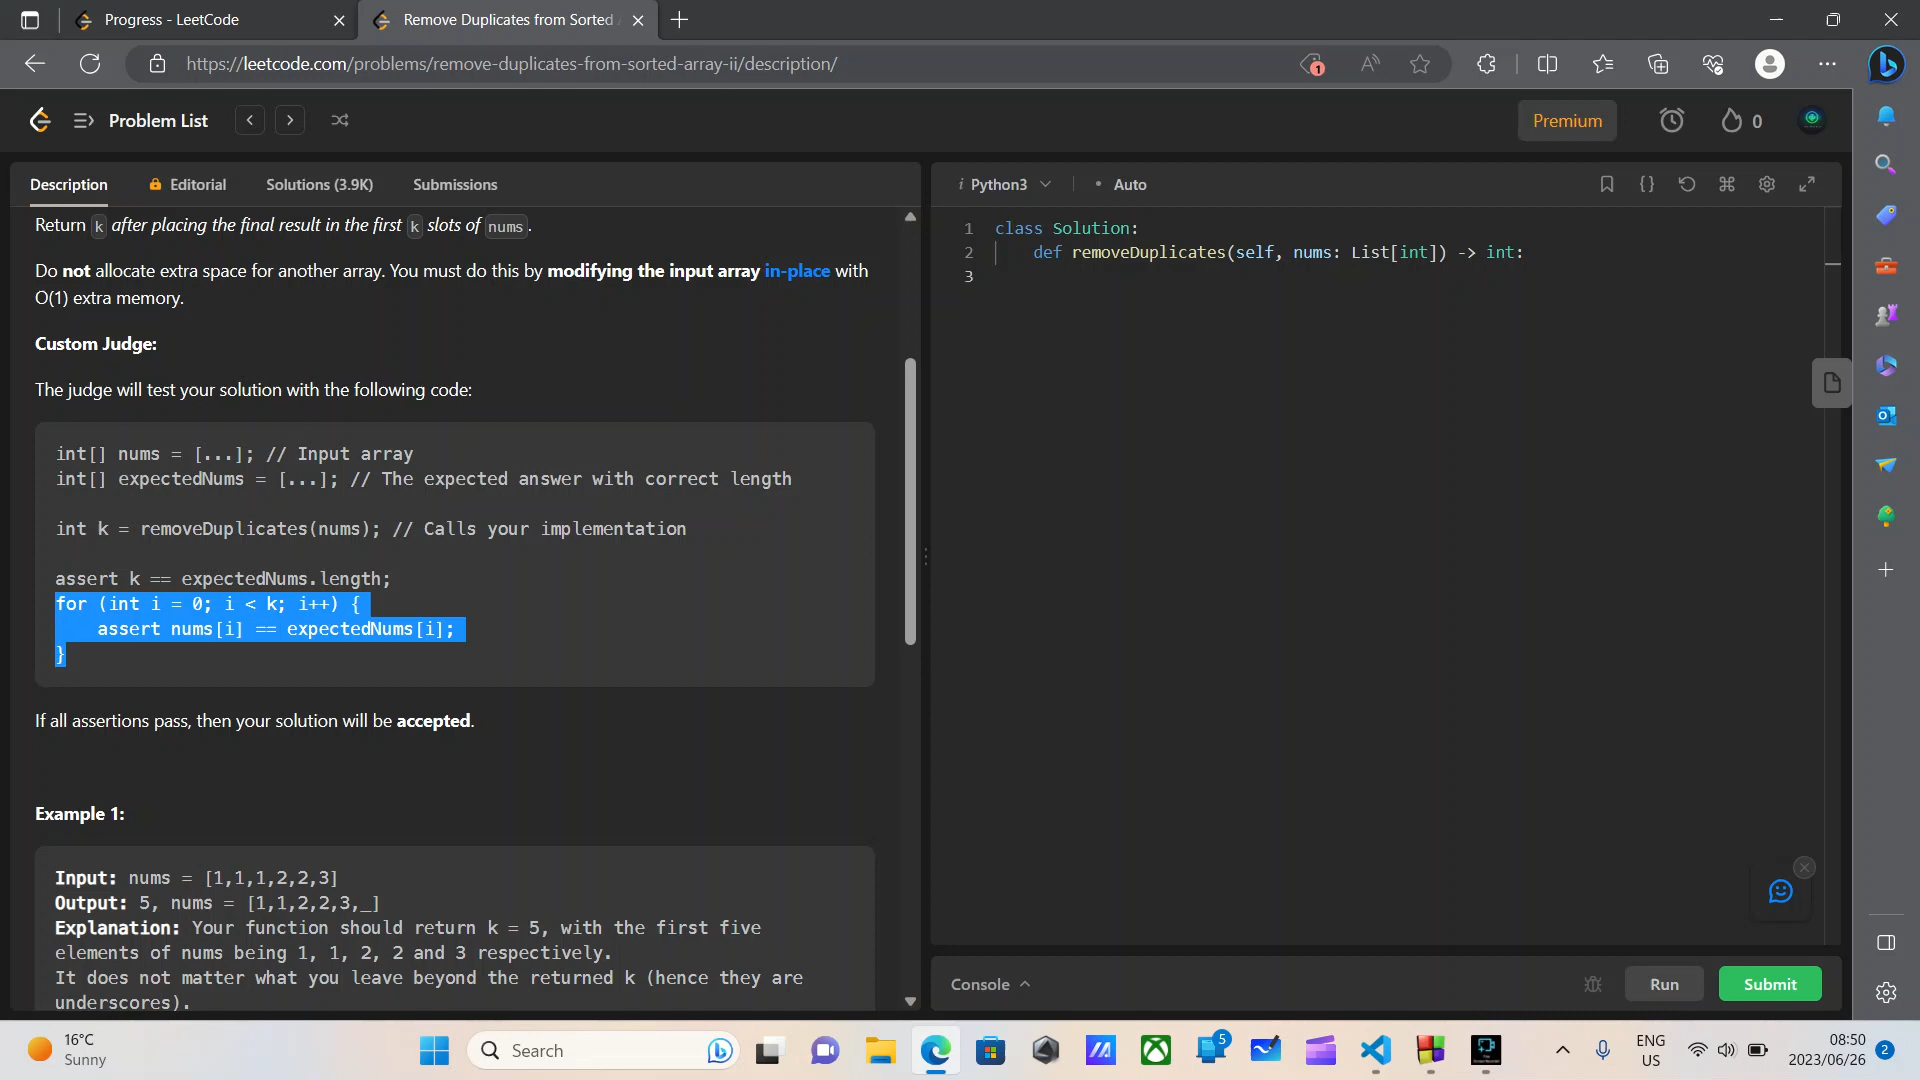 Progress - LeetCode
Remove Duplicates from Sorted
https://leetcode.com/problems/remove-duplicates-from-sorted-array-ii/description/
1
Problem List
Premium
0
Description
Editorial
Solutions (3.9K)
Submissions
Return k after placing the final result in the first k slots of nums.
Do not allocate extra space for another array. You must do this by modifying the input array in-place with
O(1) extra memory.
Custom Judge:
The judge will test your solution with the following code:
int[] nums = [...]; // Input array
int[] expectedNums = [...]; // The expected answer with correct length
int k = removeDuplicates(nums); // Calls your implementation
assert k == expectedNums.length;
for (int i = 0; i < k; i++) {
assert nums[i] == expectedNums[i];
}
If all assertions pass, then your solution will be accepted.
Example 1:
Input: nums = [1,1,1,2,2,3]
Output: 5, nums = [1,1,2,2,3,_]
Explanation: Your function should return k = 5, with the first five
elements of nums being 1, 1, 2, 2 and 3 respectively.
It does not matter what you leave beyond the returned k (hence they are
underscores).
i Python3
• Auto
1 class Solution:
2 def removeDuplicates(self, nums: List[int]) -> int:
3
Console
Run
Submit
16°C
Sunny
Search
5
ENG
US
08:50
2023/06/26
2